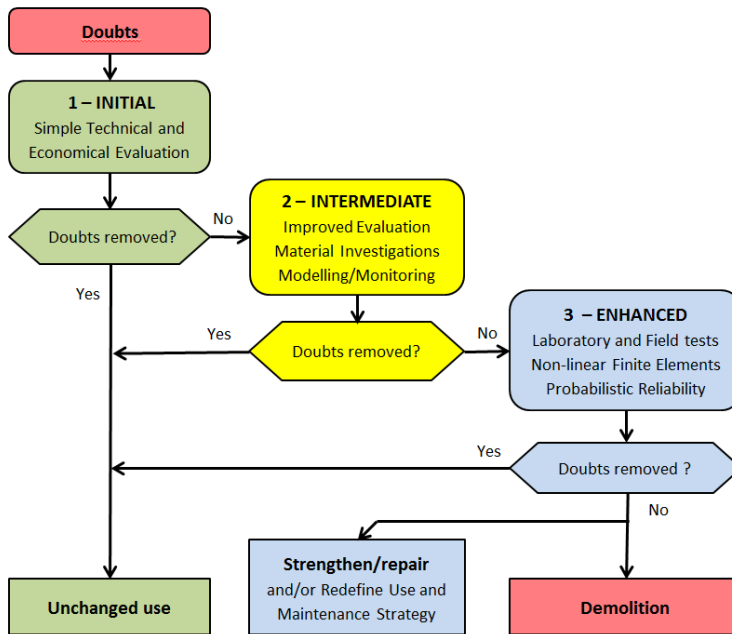 Doubts
1 – INITIAL
Simple Technical and
Economical Evaluation
Doubts removed?
No
Yes
2 – INTERMEDIATE
Improved Evaluation
Material Investigations
Modelling/Monitoring
Doubts removed?
Yes
No
3 – ENHANCED
Laboratory and Field tests
Non-linear Finite Elements
Probabilistic Reliability
Doubts removed ?
Yes
No
Unchanged use
Strengthen/repair
and/or Redefine Use and
Maintenance Strategy
Demolition